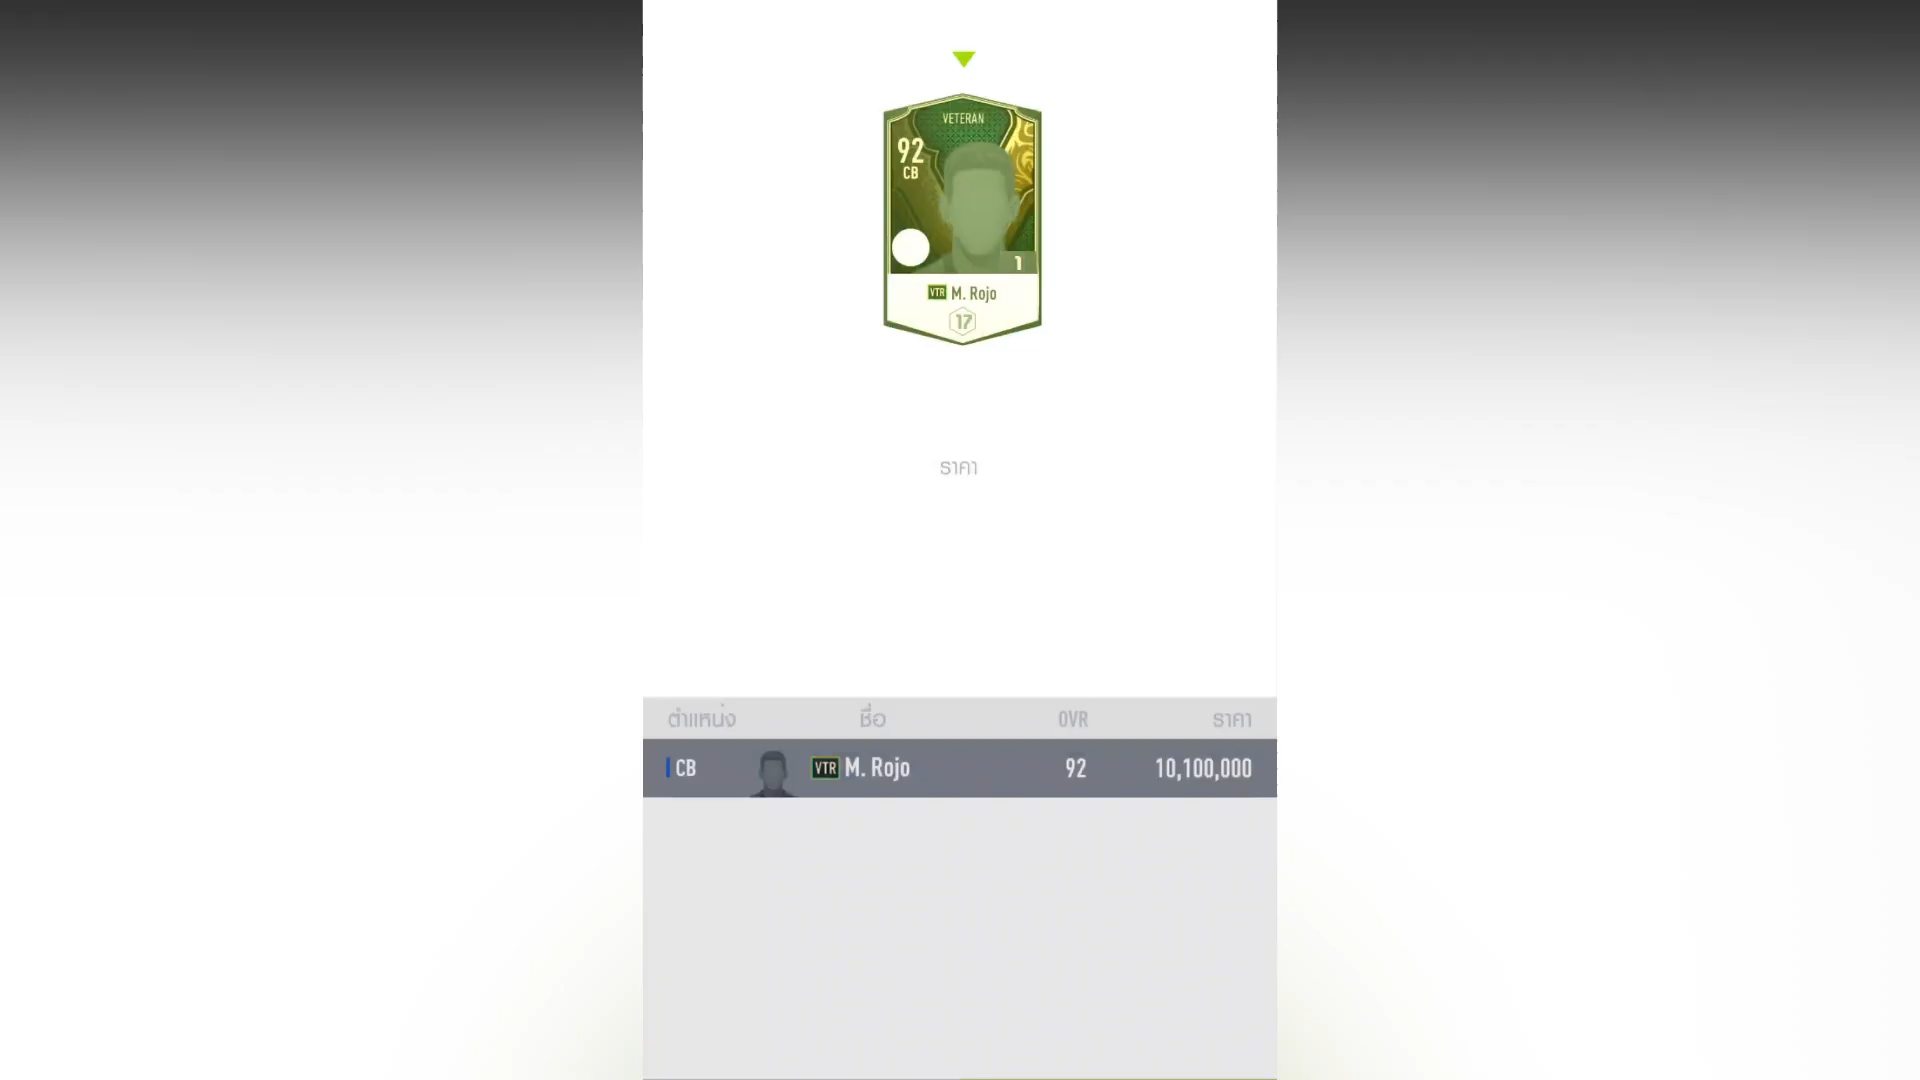 VETERAN
92
CB
1
VTR M. Rojo
17
ราคา
ตำแหน่ง ชื่อ OVR ราคา
CB VTR M. Rojo 92 10,100,000